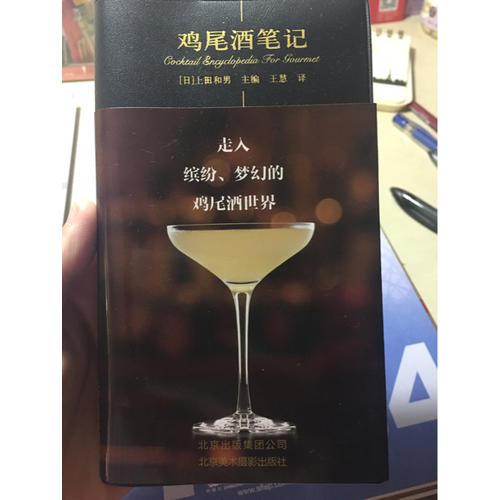 鸡尾酒笔记
Cocktail Encyclopedia For Gourmet
[日]上田和男 主编 王慧 译
走入
缤纷、梦幻的
鸡尾酒世界
北京出版集团公司
北京美术摄影出版社